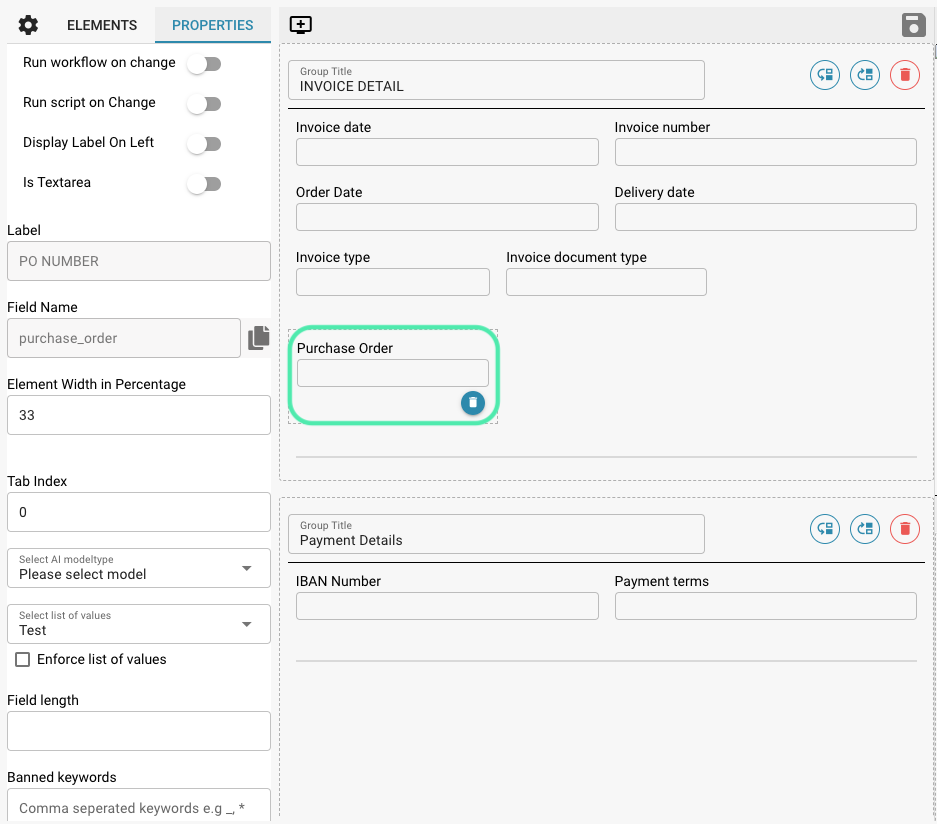 ELEMENTS
PROPERTIES
Run workflow on change
Run script on Change
Display Label On Left
Is Textarea
Label
PO NUMBER
Field Name
purchase_order
Element Width in Percentage
33
Tab Index
0
Select AI modeltype
Please select model
Select list of values
Test
Enforce list of values
Field length
Banned keywords
Comma seperated keywords e.g _, *
Group Title
INVOICE DETAIL
Invoice date
Invoice number
Order Date
Delivery date
Invoice type
Invoice document type
Purchase Order
Group Title
Payment Details
IBAN Number
Payment terms